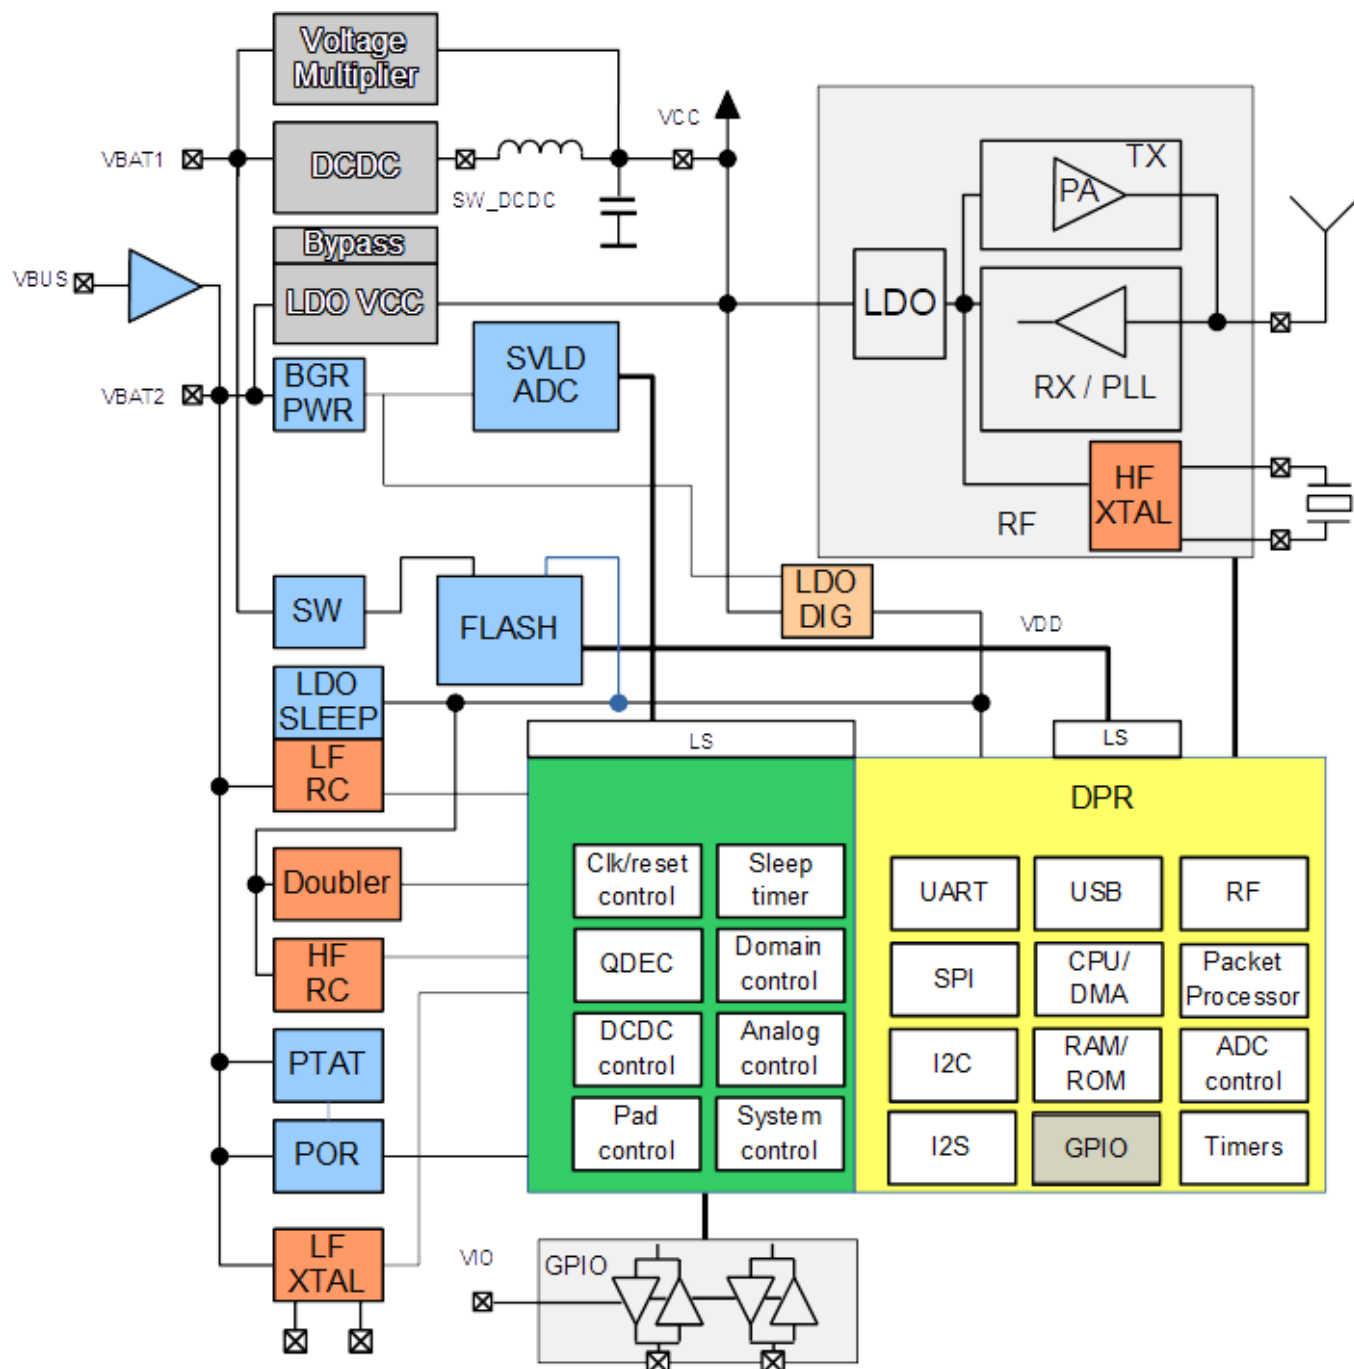 Voltage
Multiplier
VBAT1
DCDC
SW_DCDC
VCC
Bypass
LDO VCC
VBUS
VBAT2
BGR
PWR
SVLD
ADC
TX
PA
LDO
RX / PLL
HF
XTAL
RF
SW
FLASH
LDO
DIG
VDD
LDO
SLEEP
LF
RC
LS
LS
DPR
Doubler
HF
RC
PTAT
POR
LF
XTAL
Clk/reset
control
Sleep
timer
QDEC
Domain
control
DCDC
control
Analog
control
Pad
control
System
control
UART
USB
RF
SPI
CPU/
DMA
Packet
Processor
I2C
RAM/
ROM
ADC
control
I2S
GPIO
Timers
VIO
GPIO